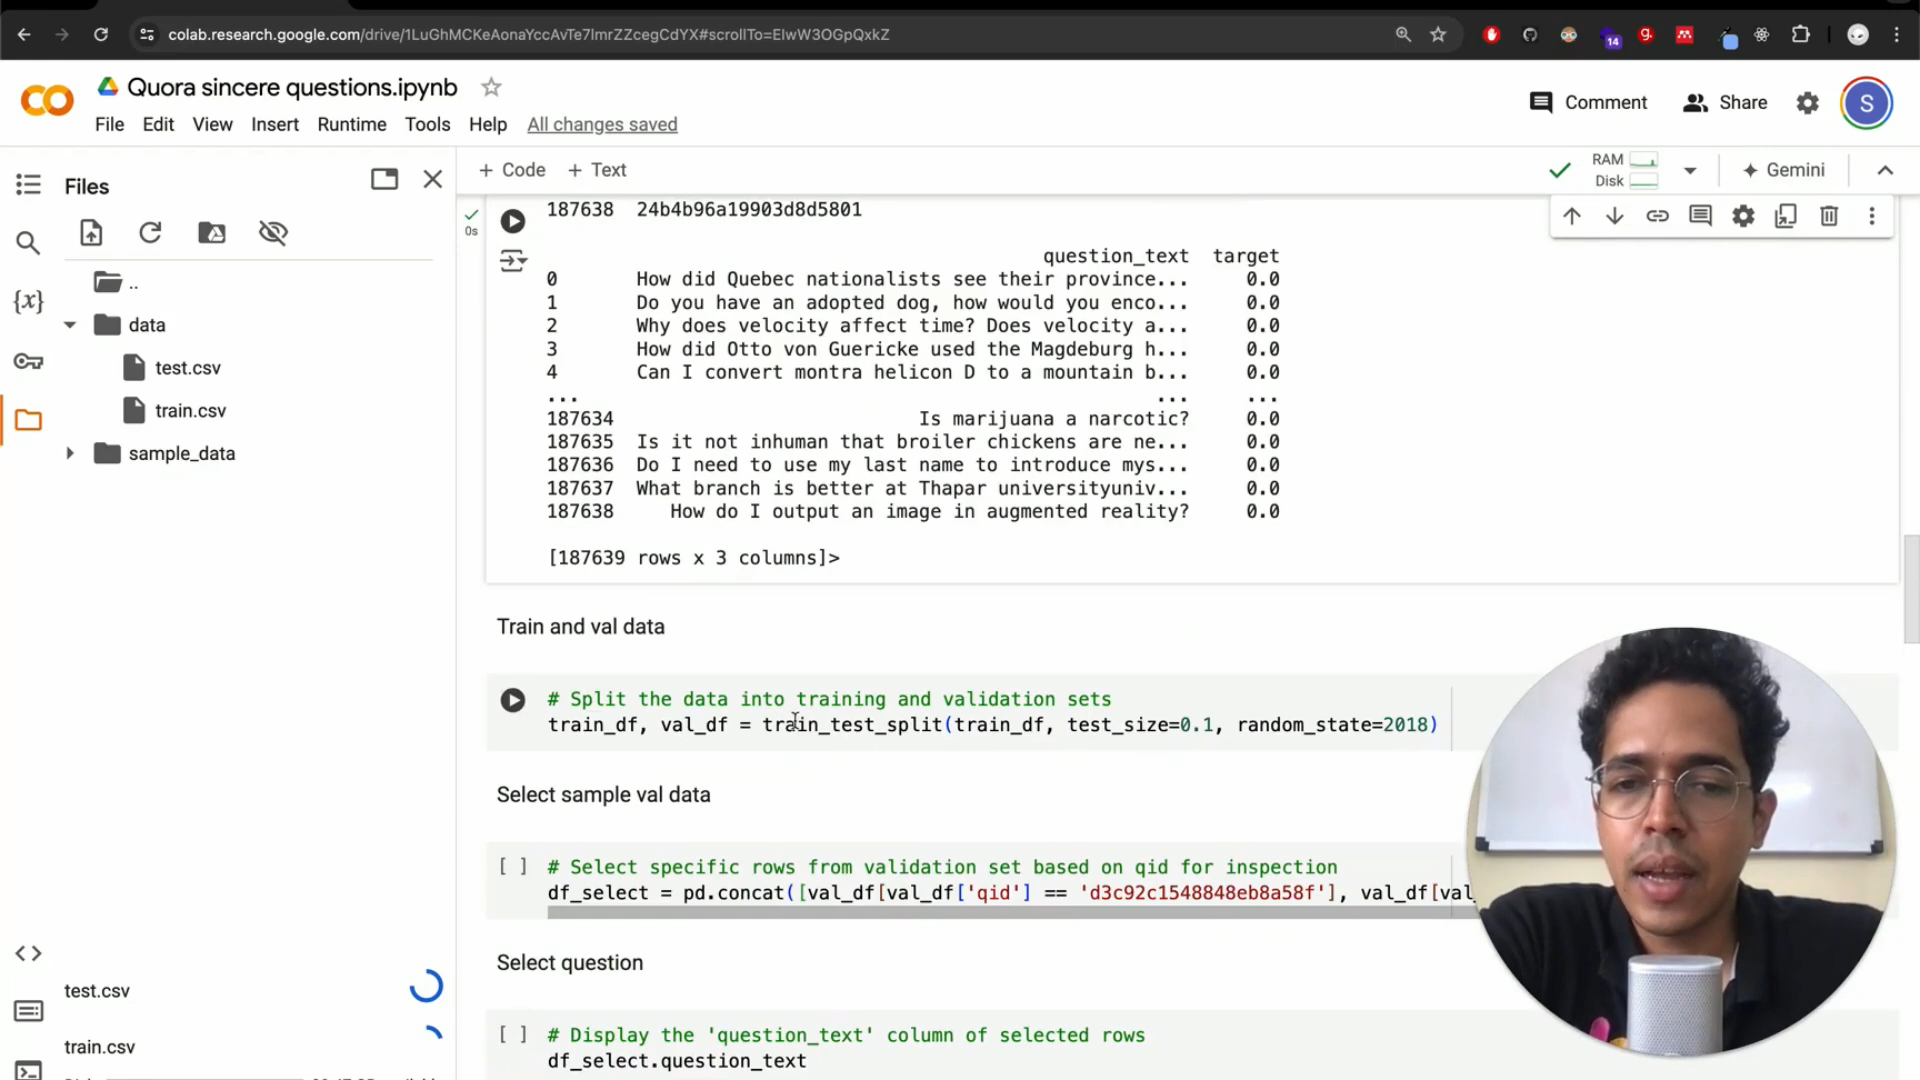 colab.research.google.com/drive/1LuGhMCKeAonaYccAvTe7lmrZZcegCdYX#scrollTo=ElwW3OGpQxkZ
14
g.
Quora sincere questions.ipynb
File Edit View Insert Runtime Tools Help All changes saved
Comment
Share
S
Files
+ Code + Text
RAM
Disk
Gemini
..
data
test.csv
train.csv
sample_data
{x}
0s
187638 24b4b96a19903d8d5801
question_text target
0 How did Quebec nationalists see their province... 0.0
1 Do you have an adopted dog, how would you enco... 0.0
2 Why does velocity affect time? Does velocity a... 0.0
3 How did Otto von Guericke used the Magdeburg h... 0.0
4 Can I convert montra helicon D to a mountain b... 0.0
... ... ...
187634 Is marijuana a narcotic? 0.0
187635 Is it not inhuman that broiler chickens are ne... 0.0
187636 Do I need to use my last name to introduce mys... 0.0
187637 What branch is better at Thapar universityuniv... 0.0
187638 How do I output an image in augmented reality? 0.0
[187639 rows x 3 columns]>
Train and val data
# Split the data into training and validation sets
train_df, val_df = train_test_split(train_df, test_size=0.1, random_state=2018)
Select sample val data
[ ] # Select specific rows from validation set based on qid for inspection
df_select = pd.concat([val_df[val_df['qid'] == 'd3c92c1548848eb8a58f'], val_df[val_
Select question
[ ] # Display the 'question_text' column of selected rows
df_select.question_text
test.csv
train.csv